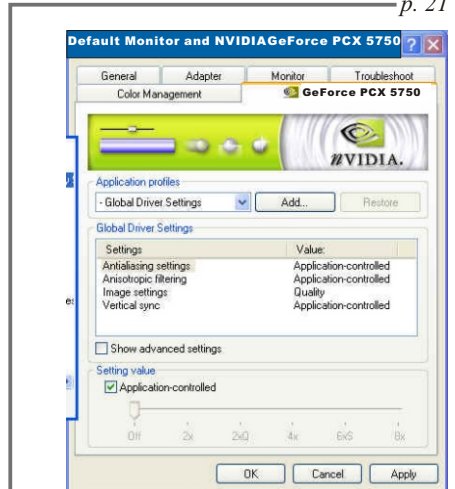 p. 21
Default Monitor and NVIDIAGeForce PCX 5750
General Adapter Monitor Troubleshoot
Color Management GeForce PCX 5750
nVIDIA.
Application profiles
- Global Driver Settings Add... Restore
Global Driver Settings
Settings Value:
Antialiasing settings Application-controlled
Anisotropic filtering Application-controlled
Image settings Quality
Vertical sync Application-controlled
Show advanced settings
Setting value
Application-controlled
Off 2x 2xQ 4x 6xS 8x
OK Cancel Apply